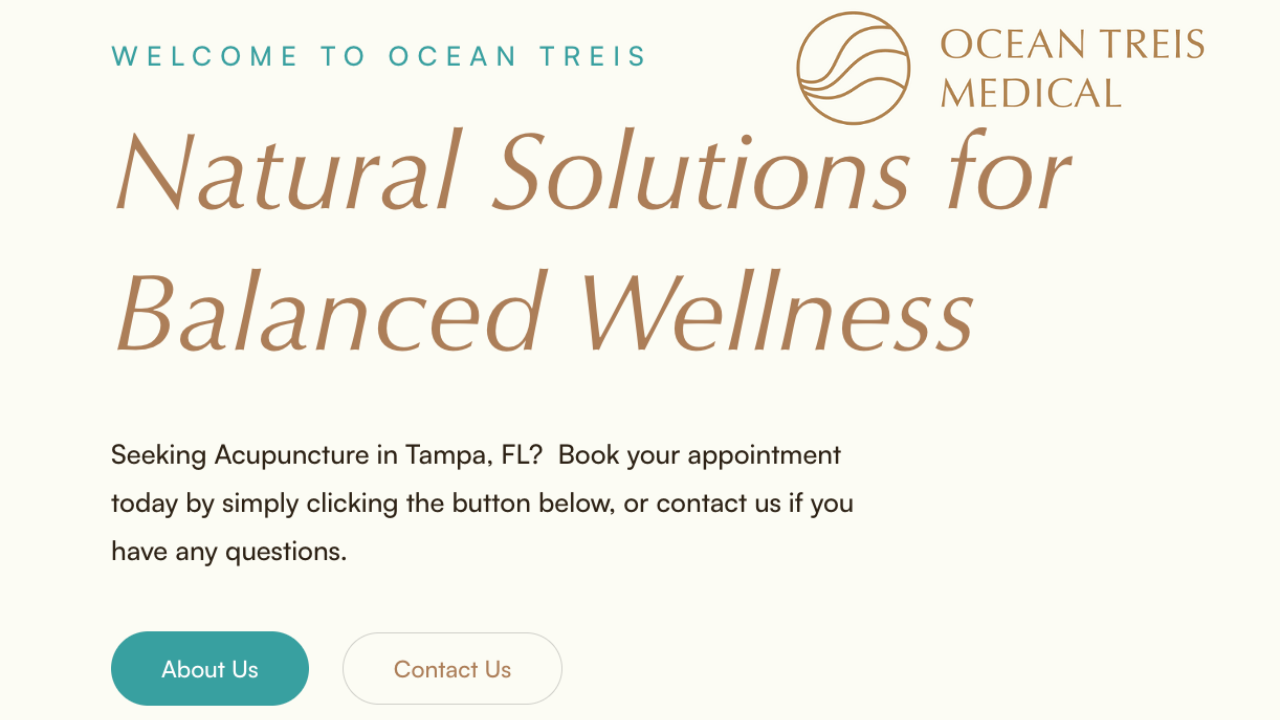 WELCOME TO OCEAN TREIS
OCEAN TREIS
MEDICAL
Natural Solutions for
Balanced Wellness
Seeking Acupuncture in Tampa, FL?  Book your appointment
today by simply clicking the button below, or contact us if you
have any questions.
About Us
Contact Us